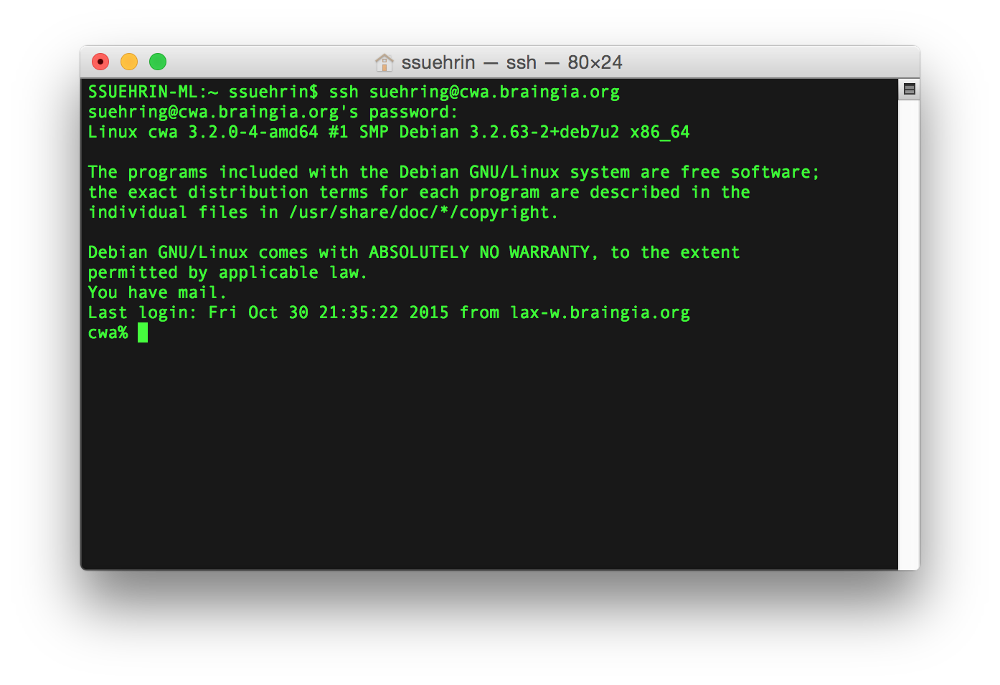 ssuehrin — ssh — 80×24
SSUEHRIN-ML:~ ssuehrin$ ssh suehring@cwa.braingia.org
suehring@cwa.braingia.org's password:
Linux cwa 3.2.0-4-amd64 #1 SMP Debian 3.2.63-2+deb7u2 x86_64
The programs included with the Debian GNU/Linux system are free software;
the exact distribution terms for each program are described in the
individual files in /usr/share/doc/*/copyright.
Debian GNU/Linux comes with ABSOLUTELY NO WARRANTY, to the extent
permitted by applicable law.
You have mail.
Last login: Fri Oct 30 21:35:22 2015 from lax-w.braingia.org
cwa%